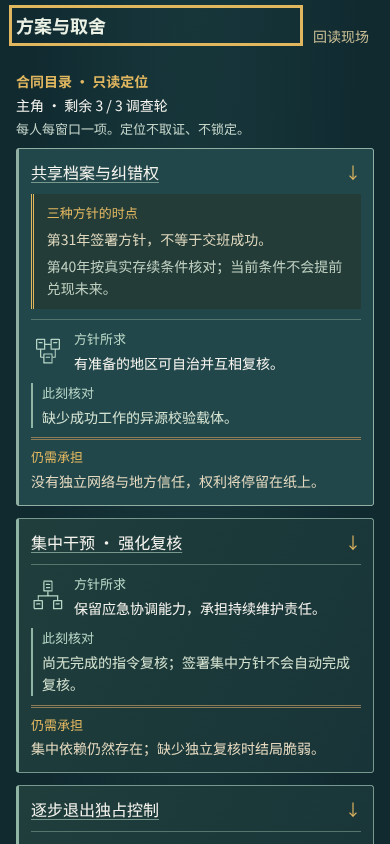 方案与取舍
回读现场
合同目录 · 只读定位
主角 · 剩余 3 / 3 调查轮
每人每窗口一项。定位不取证、不锁定。
共享档案与纠错权 ↓
三种方针的时点
第31年签署方针，不等于交班成功。
第40年按真实存续条件核对；当前条件不会提前
兑现未来。
方针所求
有准备的地区可自治并互相复核。
此刻核对
缺少成功工作的异源校验载体。
仍需承担
没有独立网络与地方信任，权利将停留在纸上。
集中干预 · 强化复核 ↓
方针所求
保留应急协调能力，承担持续维护责任。
此刻核对
尚无完成的指令复核；签署集中方针不会自动完成
复核。
仍需承担
集中依赖仍然存在；缺少独立复核时结局脆弱。
逐步退出独占控制 ↓